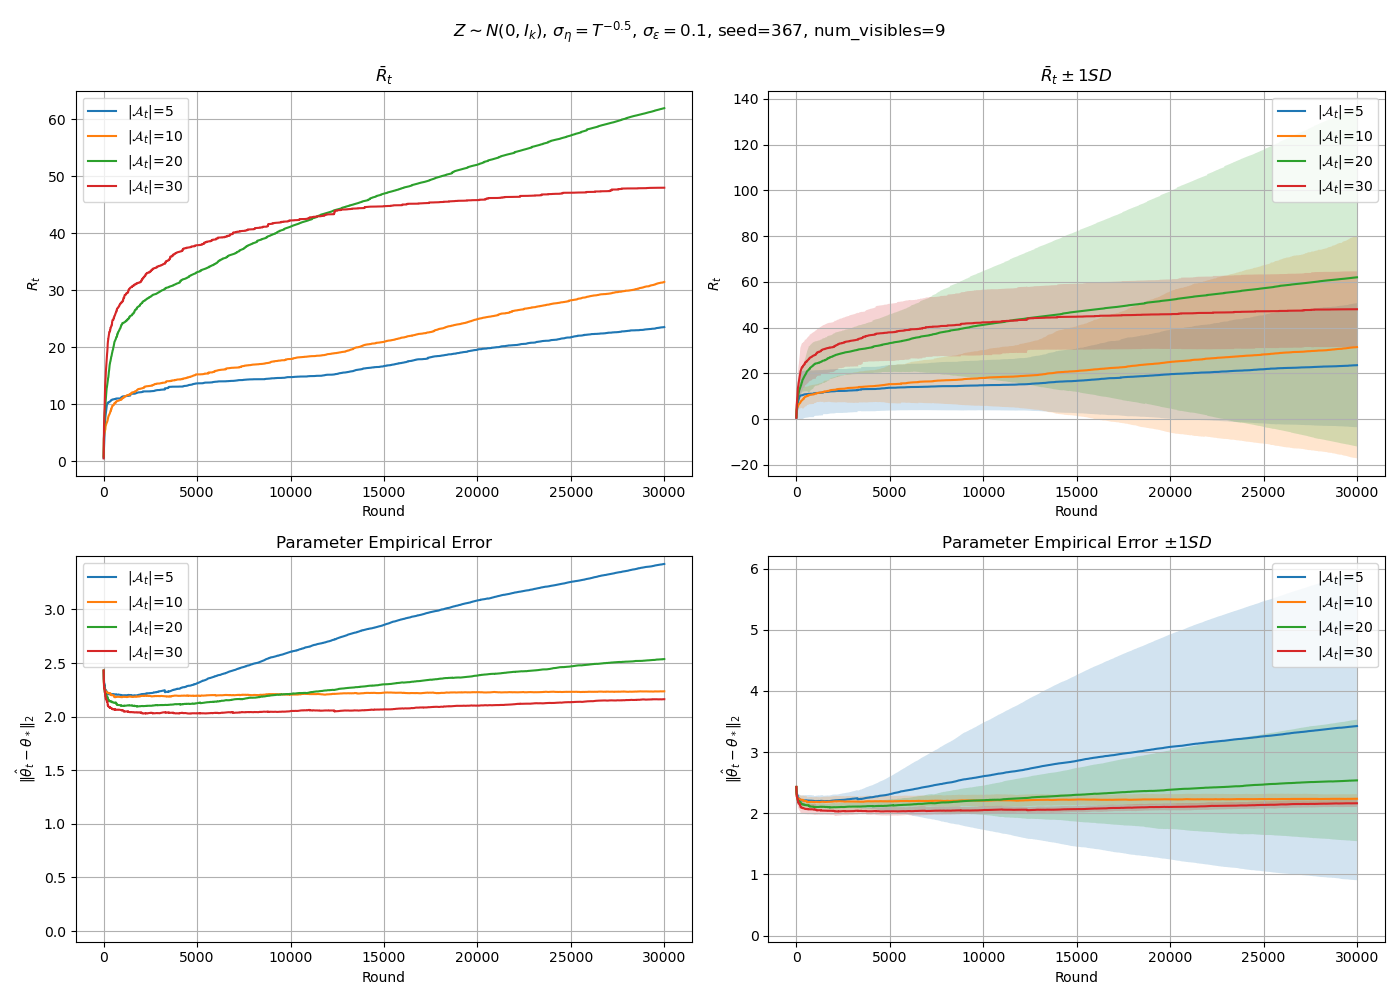 Z ∼ N(0, I_k), σ_η = T^{−0.5}, σ_ε = 0.1, seed=367, num_visibles=9
R̄_t
R_t
60
50
40
30
20
10
0
|𝒜_t|=5
|𝒜_t|=10
|𝒜_t|=20
|𝒜_t|=30
0 5000 10000 15000 20000 25000 30000
Round
R̄_t ± 1SD
R_t
140
120
100
80
60
40
20
0
−20
|𝒜_t|=5
|𝒜_t|=10
|𝒜_t|=20
|𝒜_t|=30
0 5000 10000 15000 20000 25000 30000
Round
Parameter Empirical Error
‖θ̂_t − θ_*‖_2
3.0
2.5
2.0
1.5
1.0
0.5
0.0
|𝒜_t|=5
|𝒜_t|=10
|𝒜_t|=20
|𝒜_t|=30
0 5000 10000 15000 20000 25000 30000
Round
Parameter Empirical Error ±1SD
‖θ̂_t − θ_*‖_2
6
5
4
3
2
1
0
|𝒜_t|=5
|𝒜_t|=10
|𝒜_t|=20
|𝒜_t|=30
0 5000 10000 15000 20000 25000 30000
Round